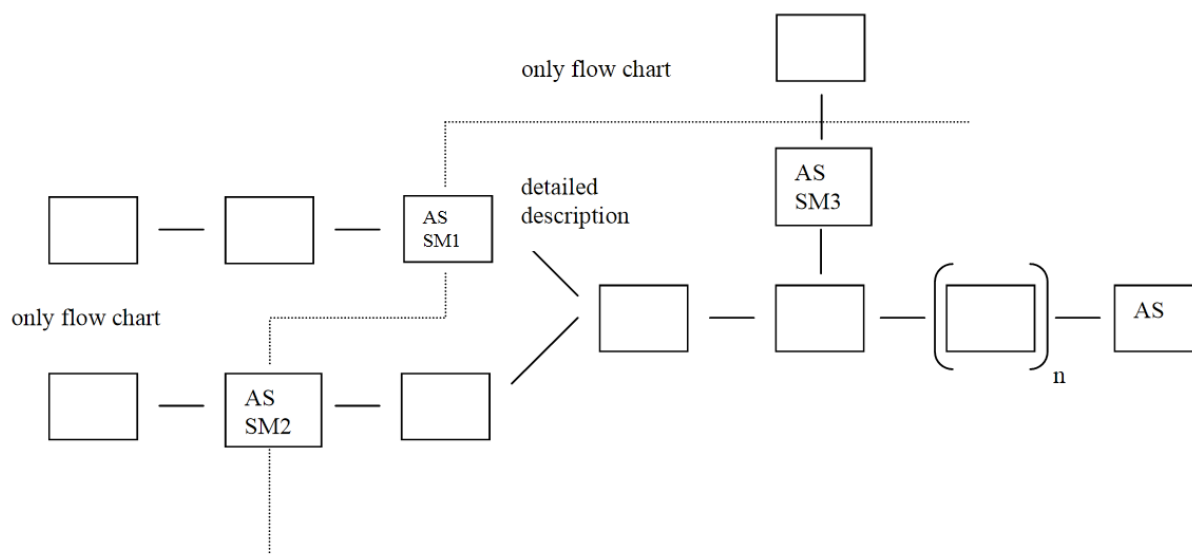 only flow chart
AS
SM3
detailed
description
AS
SM1
only flow chart
AS
n
AS
SM2